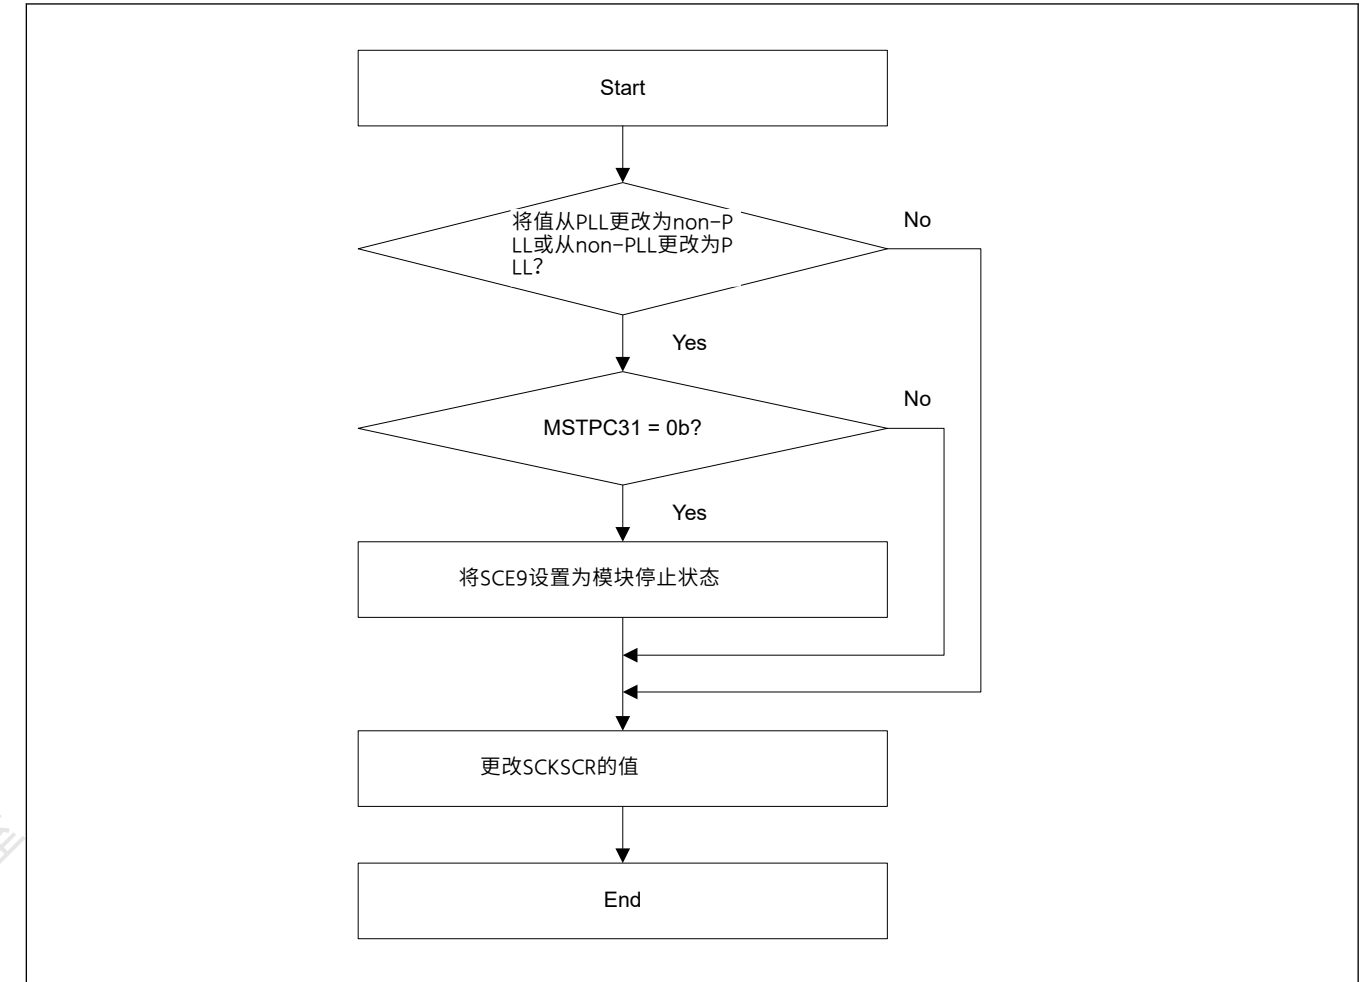 Start
将值从PLL更改为non-P
LL或从non-PLL更改为P
LL?
No
Yes
MSTPC31 = 0b?
No
Yes
将SCE9设置为模块停止状态
更改SCKSCR的值
End